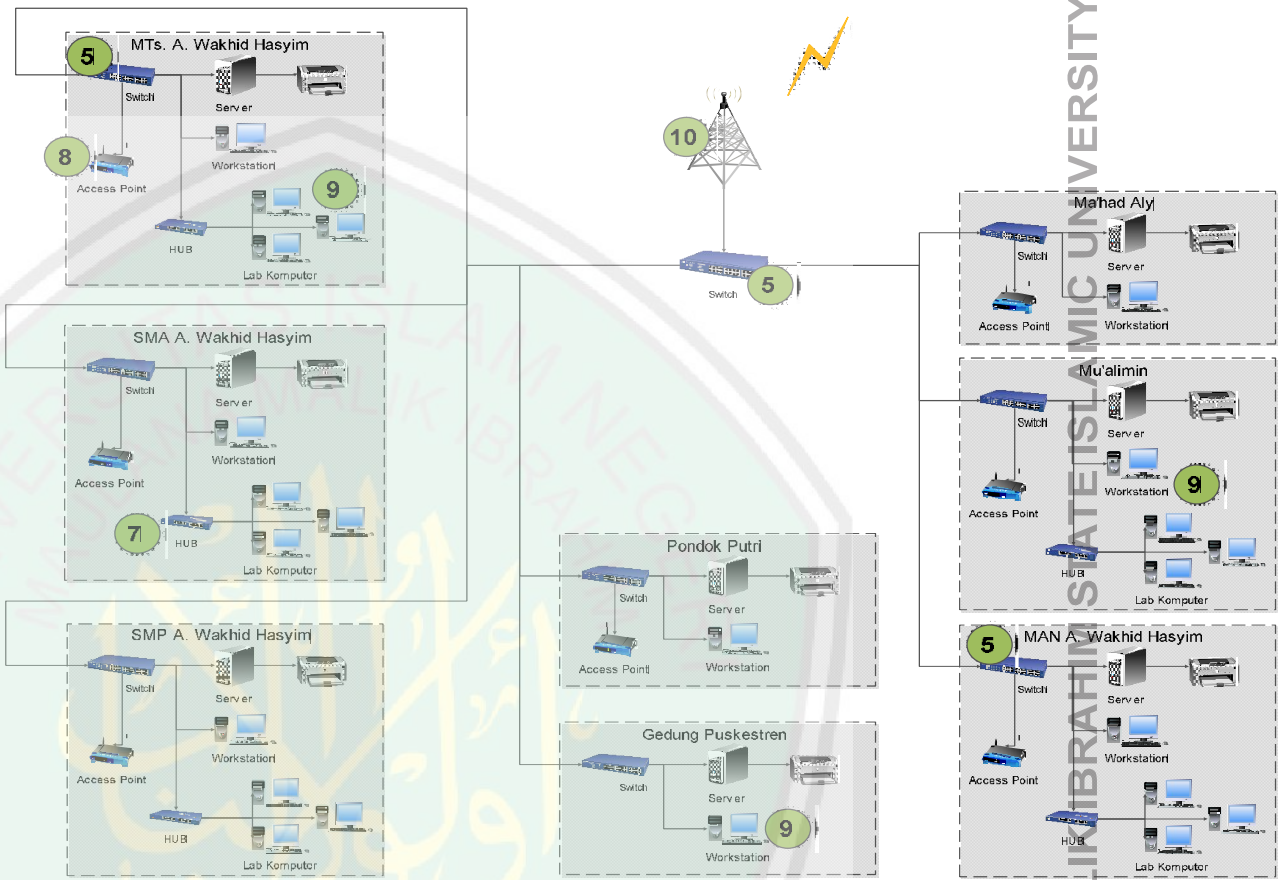 MTs. A. Wakhid Hasyim
5
Switch
Server
8
Access Point
Workstation
9
HUB
Lab Komputer
SMA A. Wakhid Hasyim
Switch
Server
Access Point
Workstation
7
HUB
Lab Komputer
SMP A. Wakhid Hasyim
Switch
Server
Access Point
Workstation
HUB
Lab Komputer
10
Switch
5
Pondok Putri
Switch
Server
Access Point
Workstation
Gedung Puskestren
Switch
Server
9
Workstation
Ma'had Aly
Switch
Server
Access Point
Workstation
Mu'alimin
Switch
Server
Access Point
Workstation
9
HUB
Lab Komputer
5
MAN A. Wakhid Hasyim
Switch
Server
Access Point
Workstation
HUB
Lab Komputer
LIK IBRAHIM STATE ISLAMIC UNIVERSITY